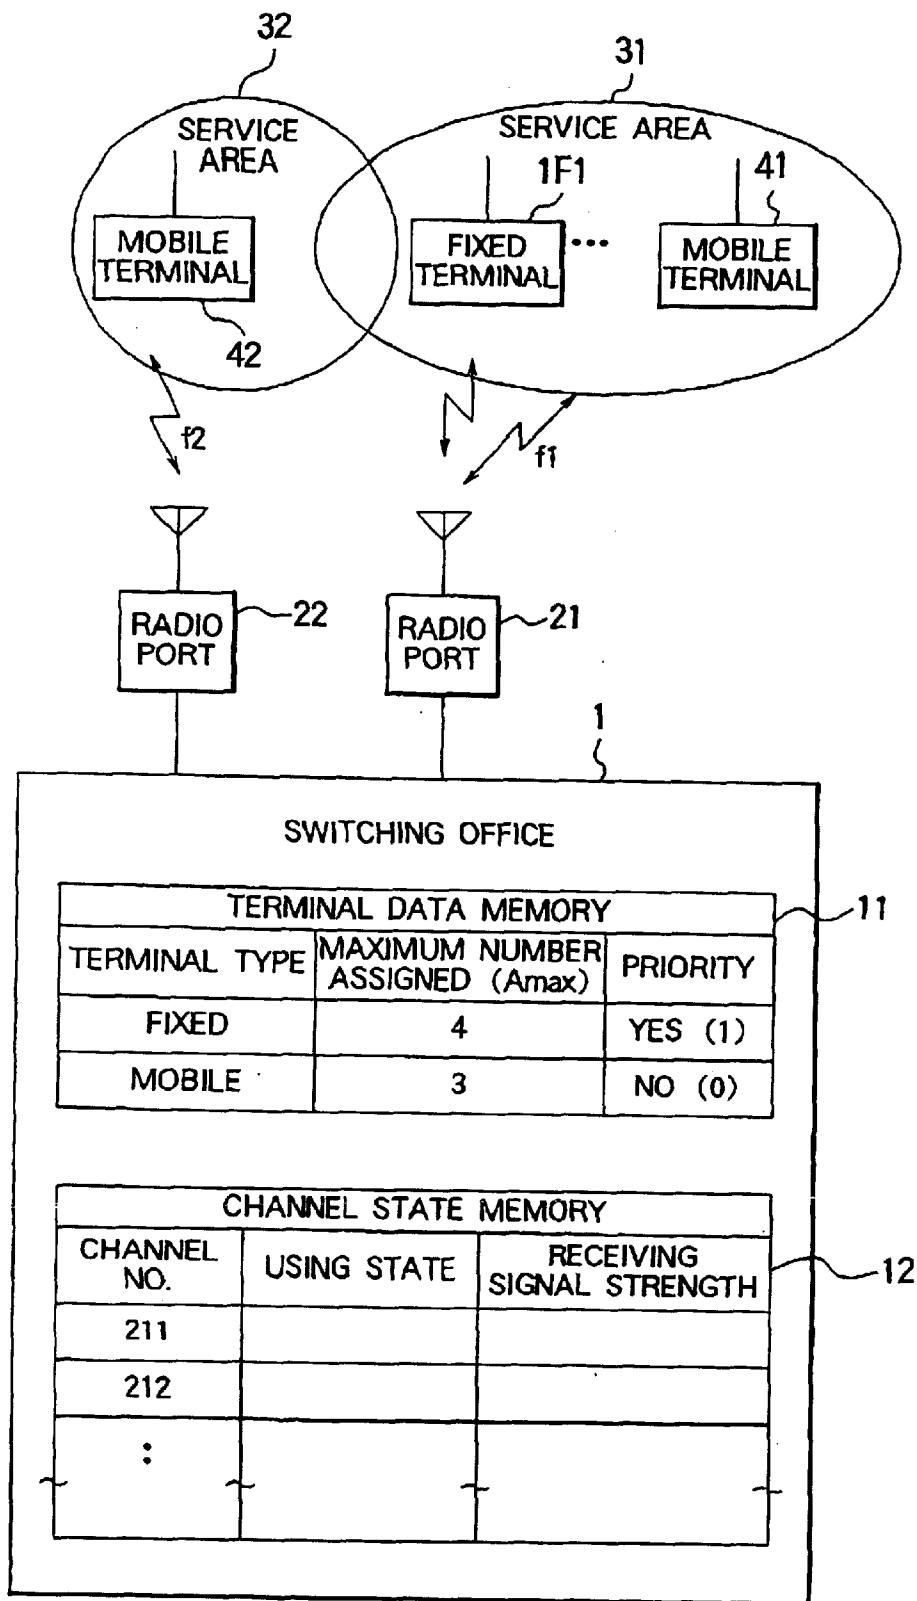 32
31
SERVICE
AREA
SERVICE AREA
1F1
41
MOBILE
TERMINAL
FIXED
TERMINAL
•••
MOBILE
TERMINAL
42
f2
f1
RADIO
PORT
22
RADIO
PORT
21
1
SWITCHING OFFICE
TERMINAL DATA MEMORY
11
TERMINAL TYPE
MAXIMUM NUMBER
ASSIGNED (Amax)
PRIORITY
FIXED
4
YES (1)
MOBILE
3
NO (0)
CHANNEL STATE MEMORY
CHANNEL
NO.
USING STATE
RECEIVING
SIGNAL STRENGTH
12
211
212
: